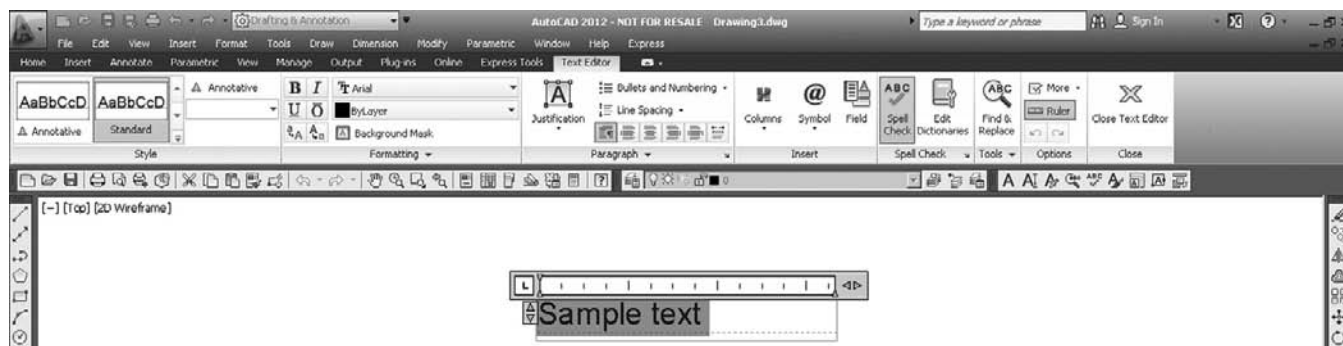 Drafting & Annotation AutoCAD 2012 - NOT FOR RESALE Drawing3.dwg Type a keyword or phrase Sign In
File Edit View Insert Format Tools Draw Dimension Modify Parametric Window Help Express
Home Insert Annotate Parametric View Manage Output Plug-ins Online Express Tools Text Editor
AaBbCcD AaBbCcD Annotative B I Arial A Bullets and Numbering @ ABC ABC More
Line Spacing Ruler
U O ByLayer Justification Columns Symbol Field Spell Check Edit Dictionaries Find & Replace Close Text Editor
Annotative Standard Background Mask
Style Formatting Paragraph Insert Spell Check Tools Options Close
0
[-] [Top] [2D Wireframe]
L
Sample text